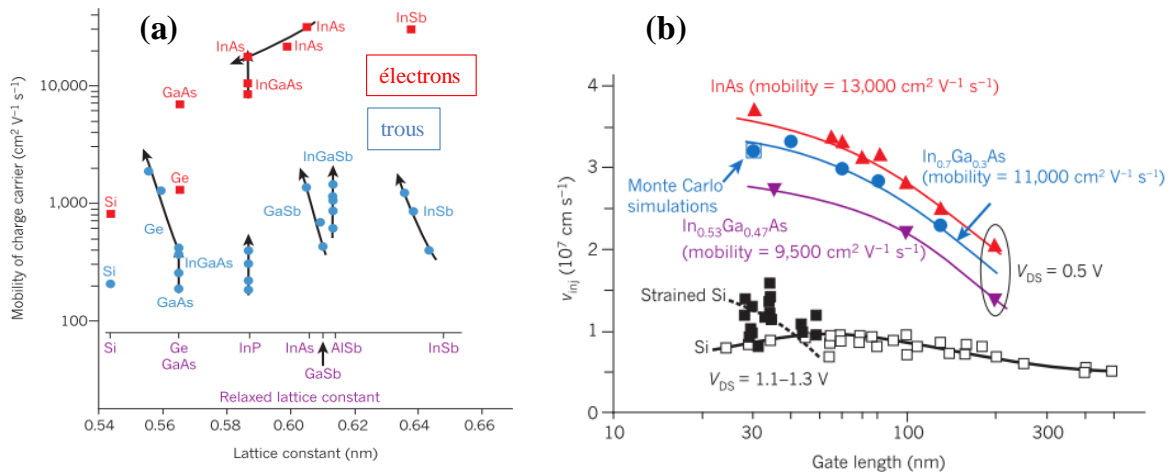 (a)
Mobility of charge carrier (cm² V⁻¹ s⁻¹)
10,000
1,000
100
InAs
InSb
InAs
InAs
électrons
InGaAs
GaAs
trous
InGaSb
Ge
Si
GaSb
InSb
Ge
InGaAs
Si
GaAs
Si
Ge
GaAs
InP
InAs
AlSb
InSb
GaSb
Relaxed lattice constant
0.54
0.56
0.58
0.60
0.62
0.64
0.66
Lattice constant (nm)
(b)
νinj (10⁷ cm s⁻¹)
4
3
2
1
0
InAs (mobility = 13,000 cm² V⁻¹ s⁻¹)
In0.7Ga0.3As
(mobility = 11,000 cm² V⁻¹ s⁻¹)
Monte Carlo
simulations
In0.53Ga0.47As
(mobility = 9,500 cm² V⁻¹ s⁻¹)
VDS = 0.5 V
Strained Si
Si
VDS = 1.1–1.3 V
10
30
100
300
Gate length (nm)